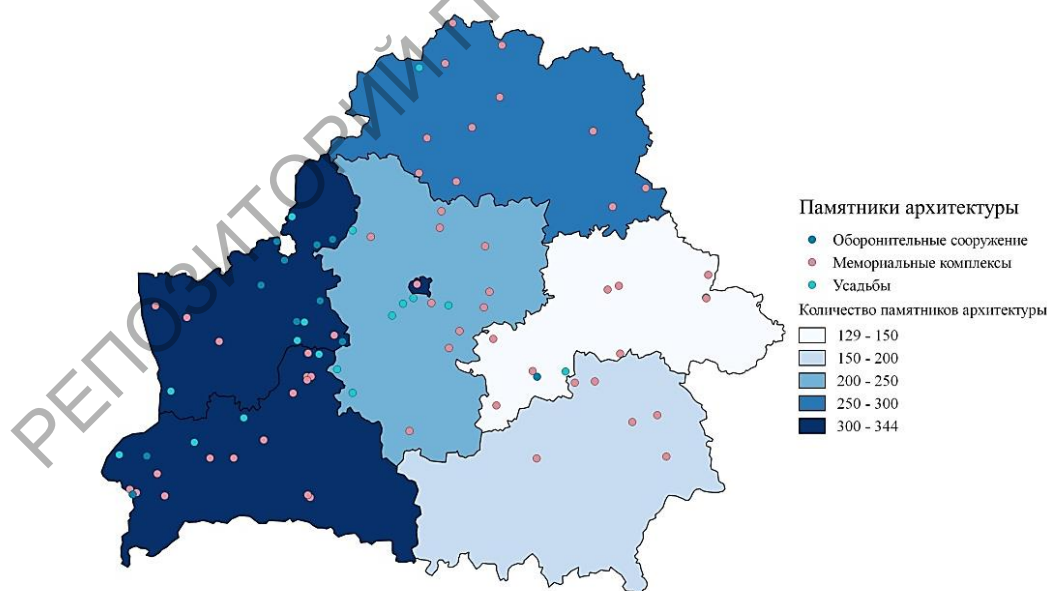 РЕПОЗИТОРИЙ
Памятники архитектуры
Оборонительные сооружение
Мемориальные комплексы
Усадьбы
Количество памятников архитектуры
129 - 150
150 - 200
200 - 250
250 - 300
300 - 344